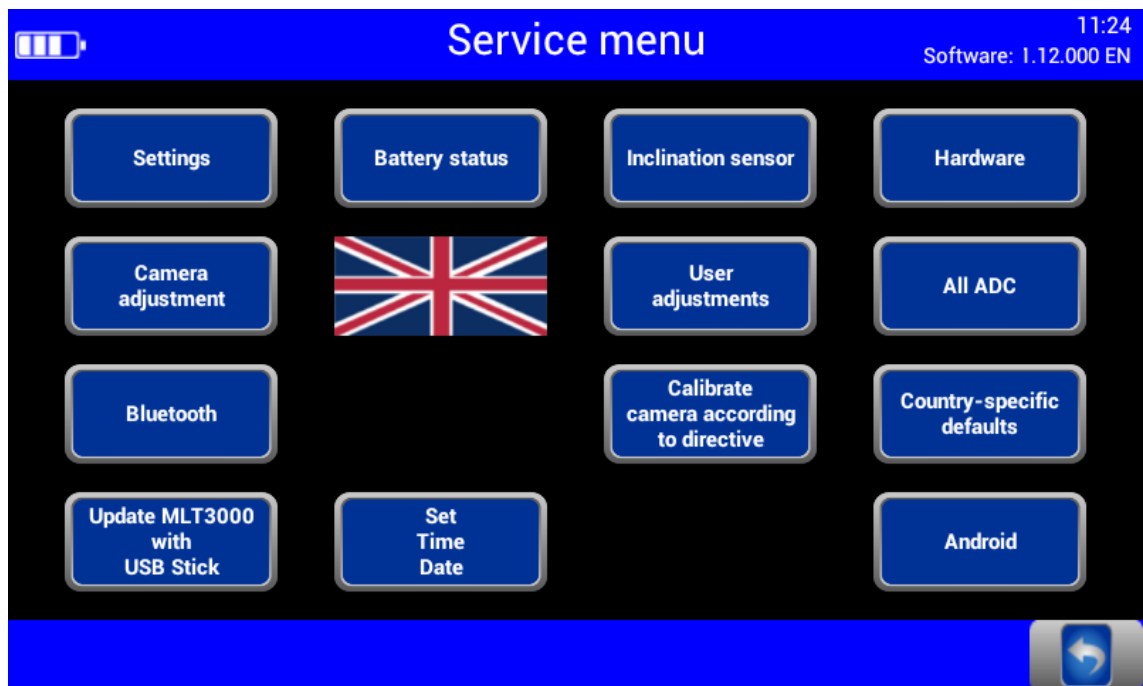 Service menu
11:24
Software: 1.12.000 EN
Settings
Battery status
Inclination sensor
Hardware
Camera
adjustment
User
adjustments
All ADC
Bluetooth
Calibrate
camera according
to directive
Country-specific
defaults
Update MLT3000
with
USB Stick
Set
Time
Date
Android